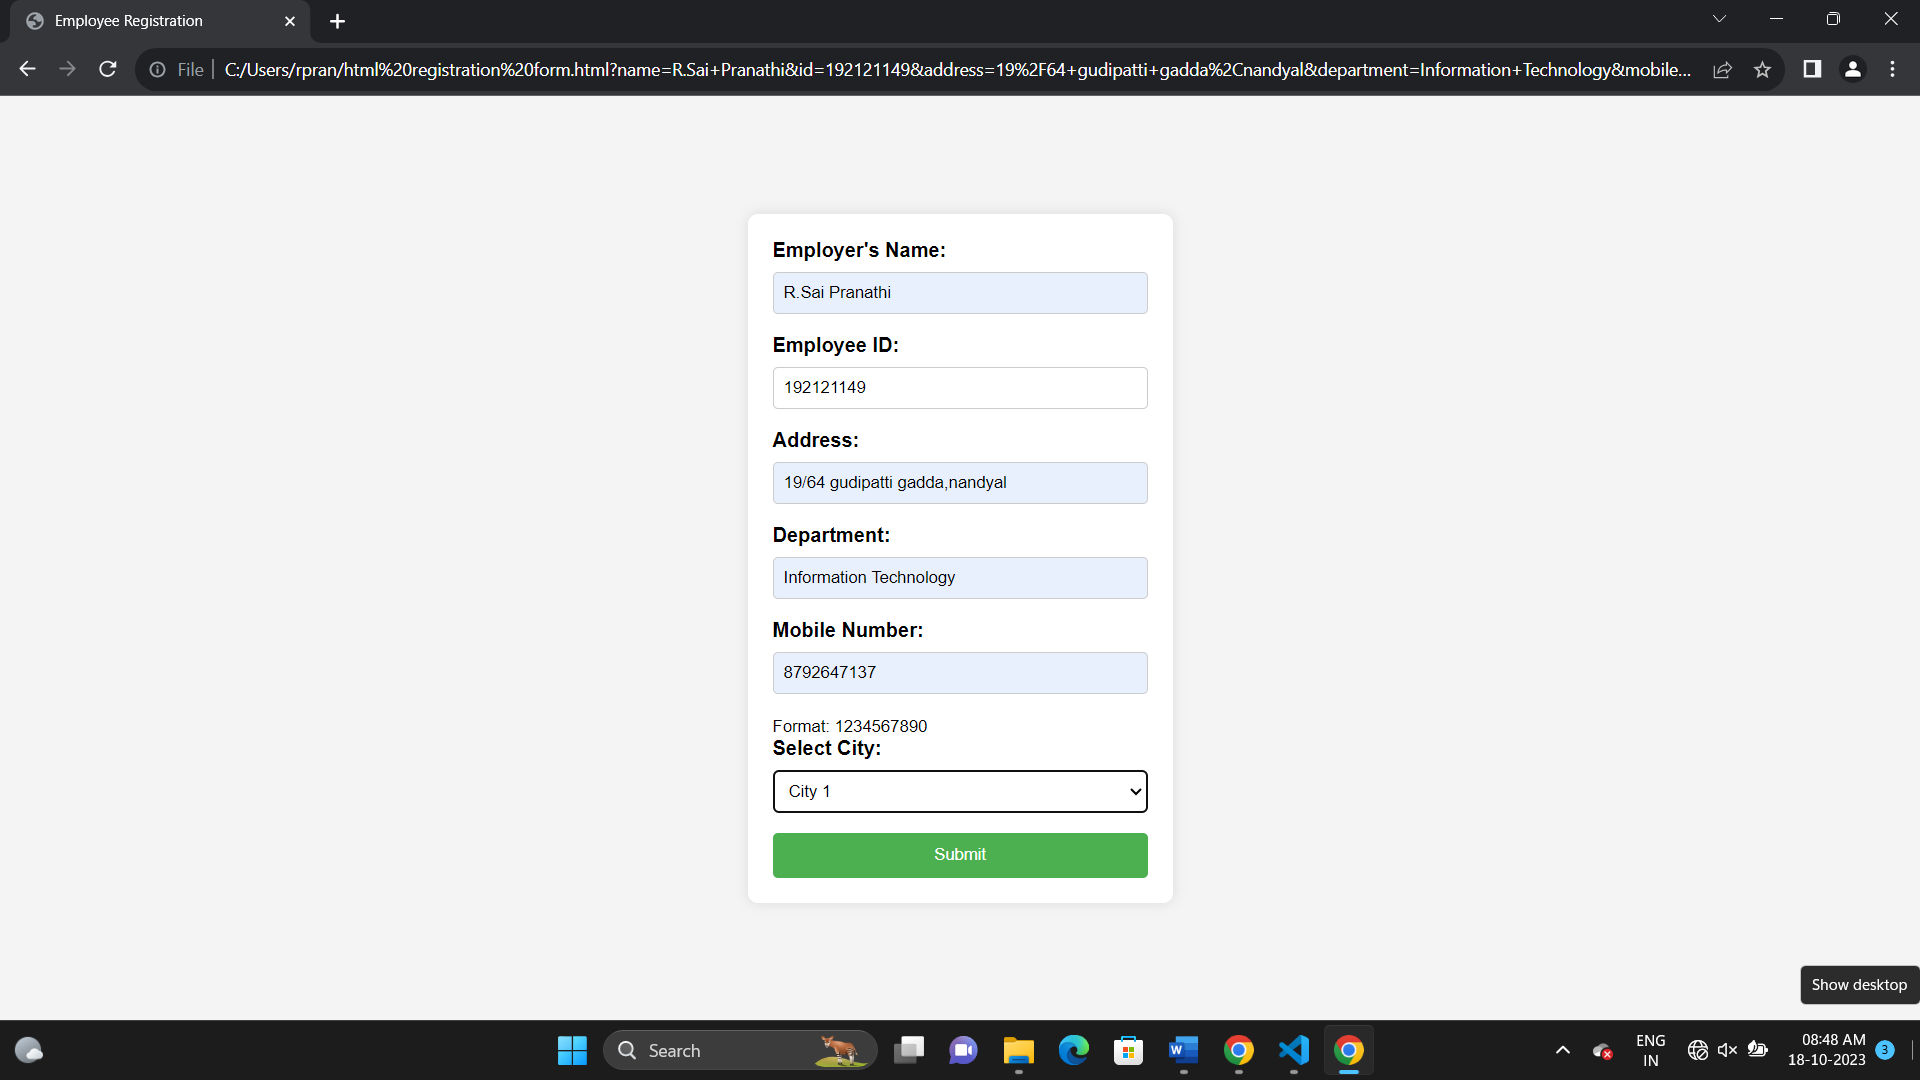 Employee Registration
File
C:/Users/rpran/html%20registration%20form.html?name=R.Sai+Pranathi&id=192121149&address=19%2F64+gudipatti+gadda%2Cnandyal&department=Information+Technology&mobile...
Employer's Name:
R.Sai Pranathi
Employee ID:
192121149
Address:
19/64 gudipatti gadda,nandyal
Department:
Information Technology
Mobile Number:
8792647137
Format: 1234567890
Select City:
City 1
Submit
Show desktop
Search
W
ENG
IN
08:48 AM
18-10-2023
3